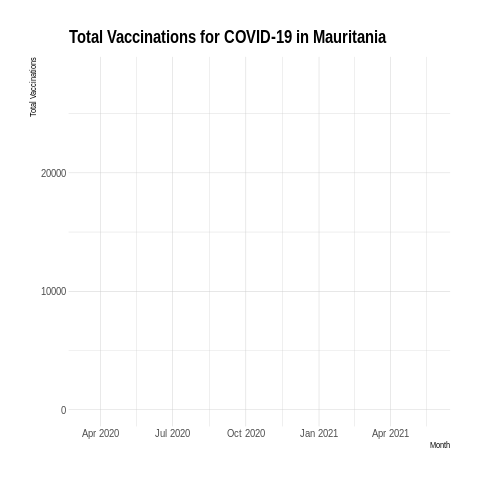 Total Vaccinations for COVID-19 in Mauritania
Total Vaccinations
20000
10000
0
Apr 2020 Jul 2020 Oct 2020 Jan 2021 Apr 2021
Month